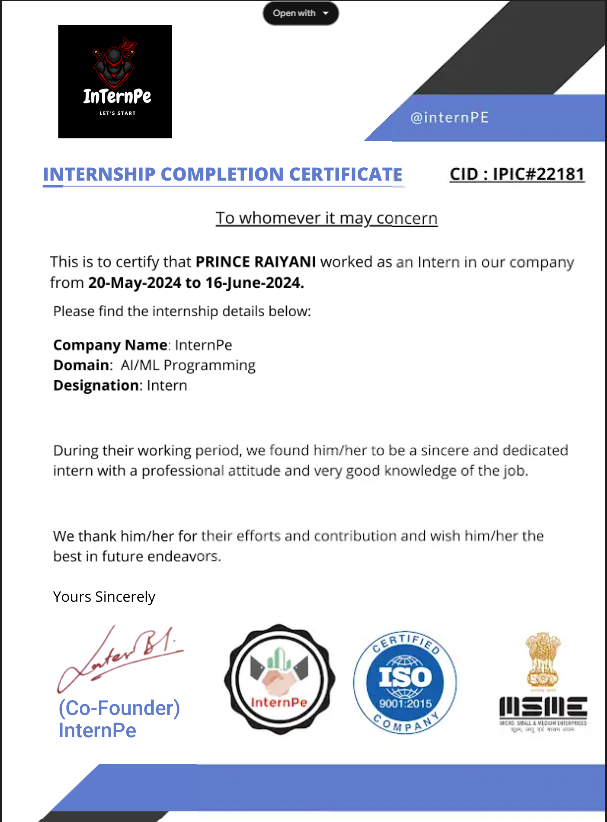 Open with
InTernPe
LET'S START
@internPE
INTERNSHIP COMPLETION CERTIFICATE
CID : IPIC#22181
To whomever it may concern
This is to certify that PRINCE RAIYANI worked as an Intern in our company
from 20-May-2024 to 16-June-2024.
Please find the internship details below:
Company Name: InternPe
Domain: AI/ML Programming
Designation: Intern
During their working period, we found him/her to be a sincere and dedicated
intern with a professional attitude and very good knowledge of the job.
We thank him/her for their efforts and contribution and wish him/her the
best in future endeavors.
Yours Sincerely
(Co-Founder)
InternPe
InternPe
CERTIFIED
ISO
9001:2015
COMPANY
MSME
MICRO, SMALL & MEDIUM ENTERPRISES
सूक्ष्म, लघु एवं मध्यम उद्यम